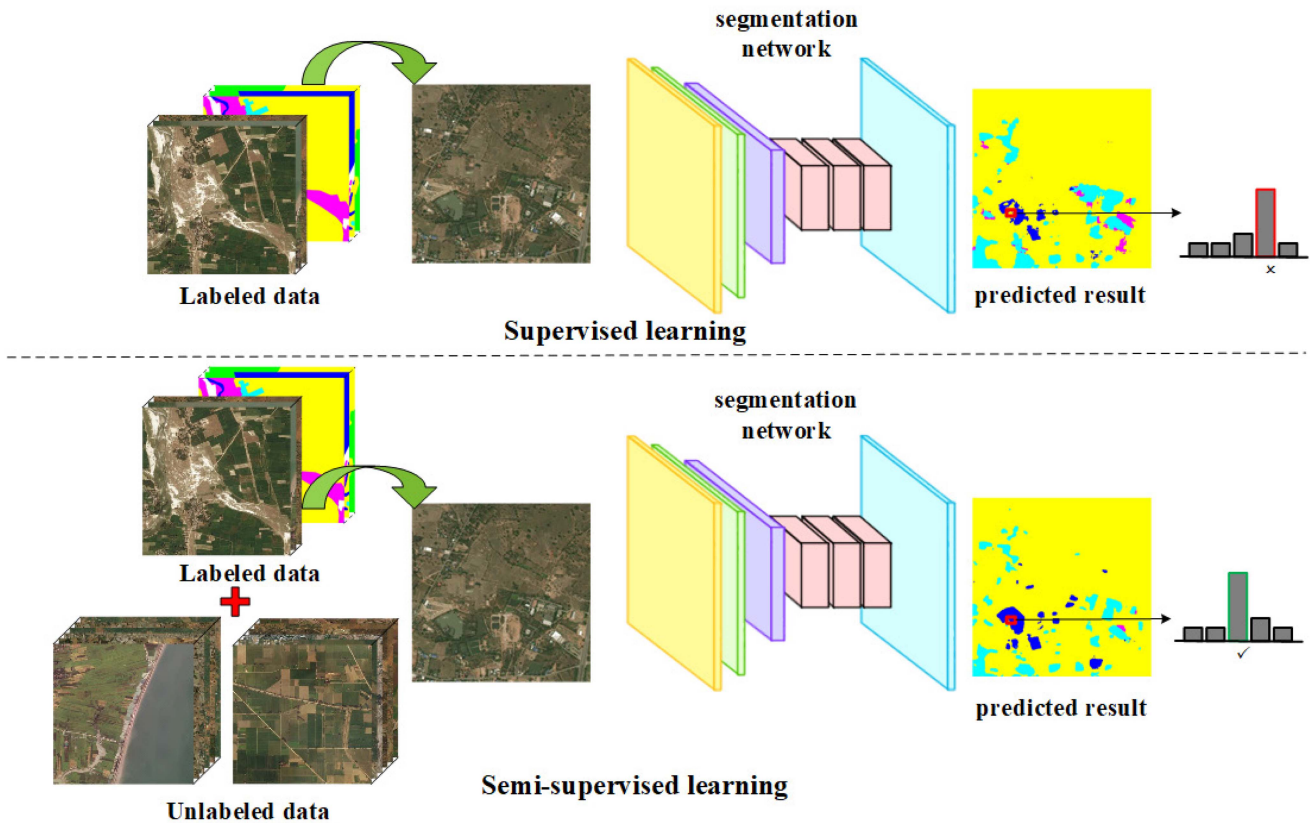 segmentation
network
Labeled data
predicted result
x
Supervised learning
segmentation
network
Labeled data
predicted result
✓
Semi-supervised learning
Unlabeled data